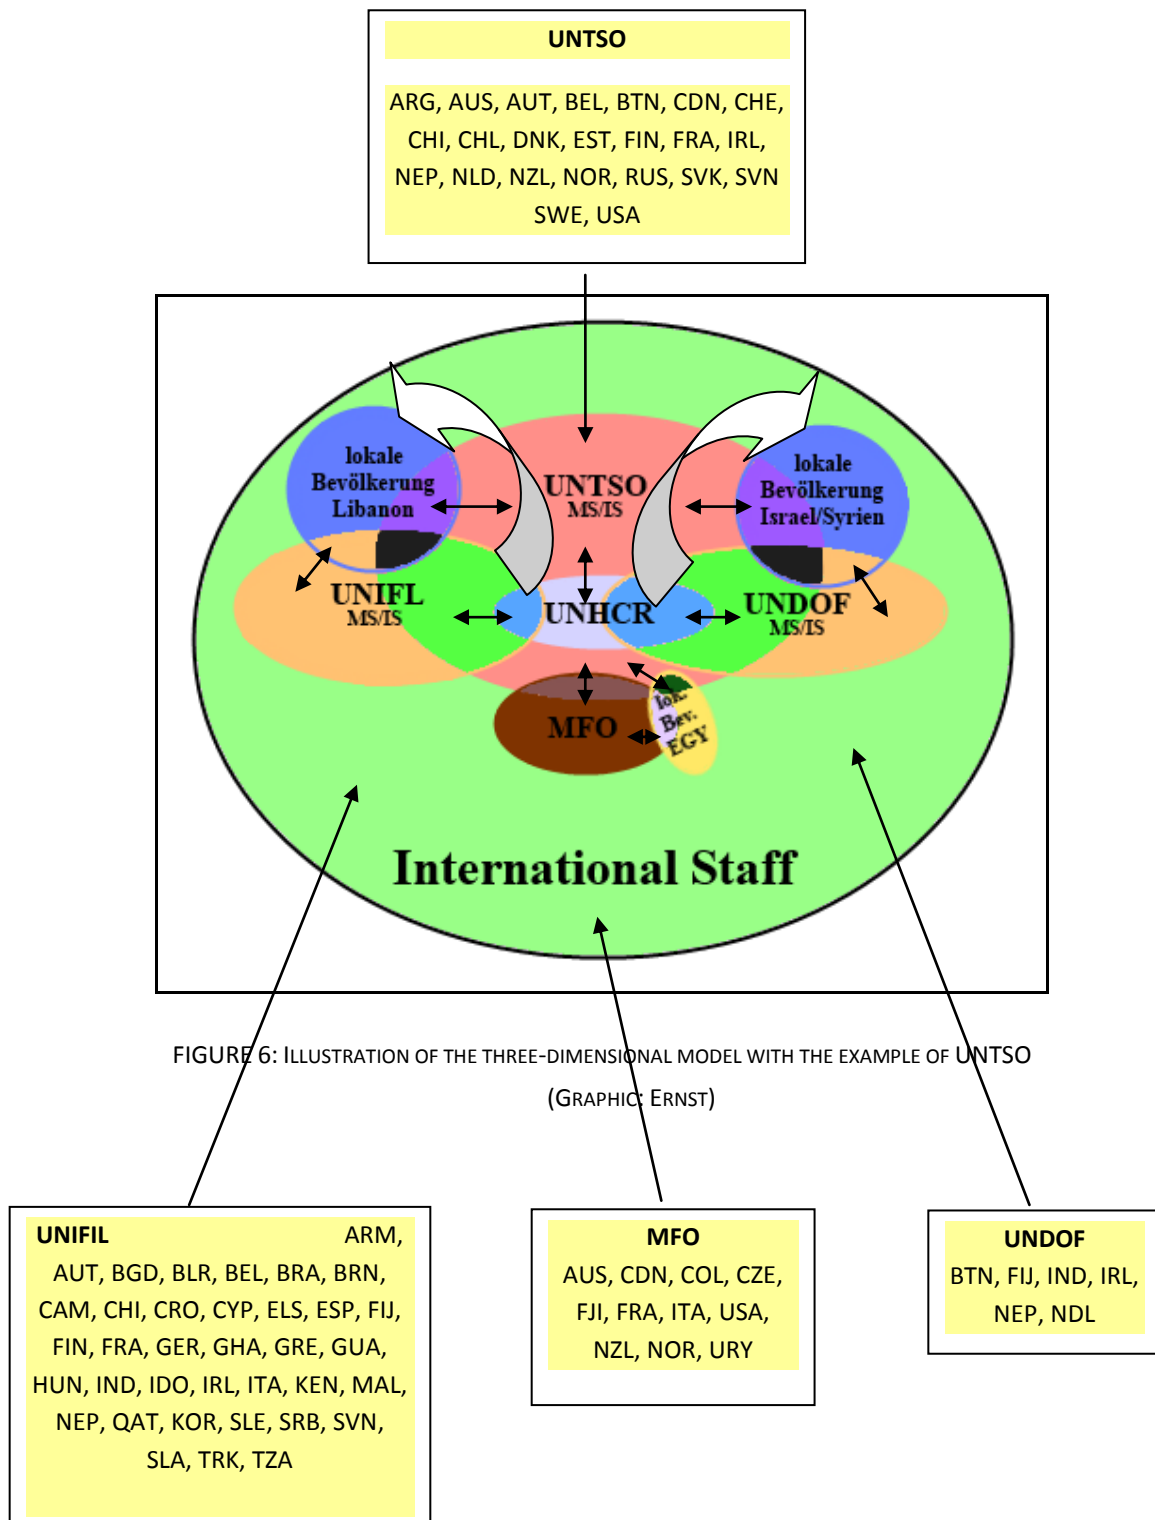 UNTSO
ARG, AUS, AUT, BEL, BTN, CDN, CHE,
CHI, CHL, DNK, EST, FIN, FRA, IRL,
NEP, NLD, NZL, NOR, RUS, SVK, SVN
SWE, USA
lokale
Bevölkerung
Libanon
UNTSO
MS/IS
lokale
Bevölkerung
Israel/Syrien
UNIFL
MS/IS
UNHCR
UNDOF
MS/IS
MFO
lok.
Bev.
EGY
International Staff
FIGURE 6: ILLUSTRATION OF THE THREE-DIMENSIONAL MODEL WITH THE EXAMPLE OF UNTSO
(GRAPHIC: ERNST)
UNIFIL ARM,
AUT, BGD, BLR, BEL, BRA, BRN,
CAM, CHI, CRO, CYP, ELS, ESP, FIJ,
FIN, FRA, GER, GHA, GRE, GUA,
HUN, IND, IDO, IRL, ITA, KEN, MAL,
NEP, QAT, KOR, SLE, SRB, SVN,
SLA, TRK, TZA
MFO
AUS, CDN, COL, CZE,
FJI, FRA, ITA, USA,
NZL, NOR, URY
UNDOF
BTN, FIJ, IND, IRL,
NEP, NDL